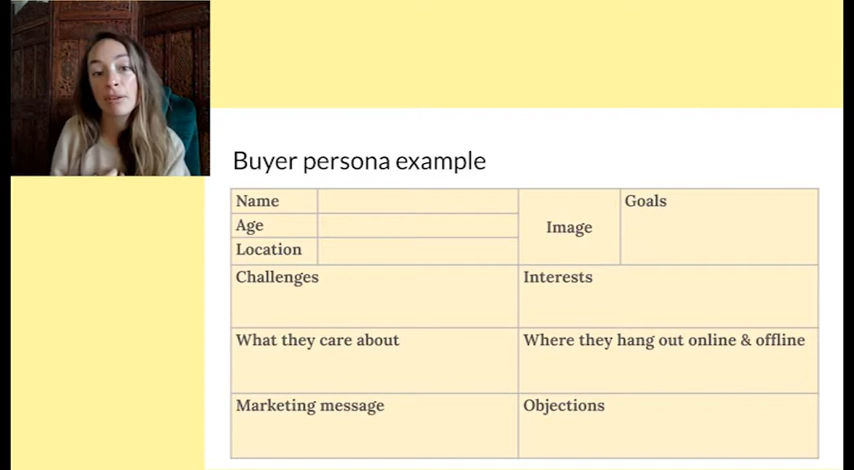 Buyer persona example
Name
Age
Location
Image
Goals
Challenges
Interests
What they care about
Where they hang out online & offline
Marketing message
Objections